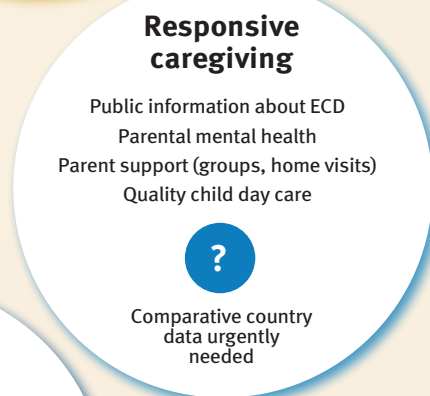 Responsive
caregiving
Public information about ECD
Parental mental health
Parent support (groups, home visits)
Quality child day care
?
Comparative country
data urgently
needed